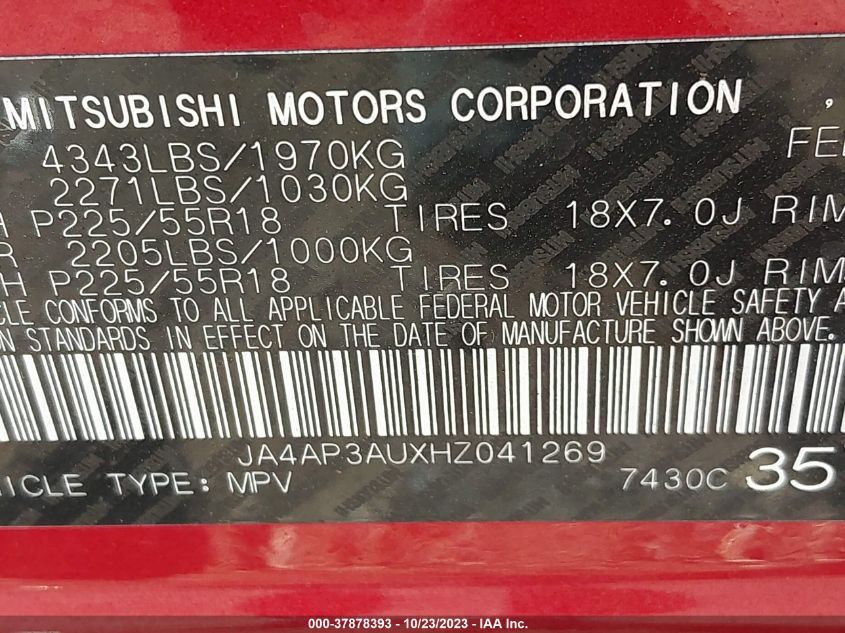 MITSUBISHI MOTORS CORPORATION
4343LBS/1970KG
2271LBS/1030KG
P225/55R18 TIRES 18X7.0J RIM
2205LBS/1000KG
P225/55R18 TIRES 18X7.0J RIM
CONFORMS TO ALL APPLICABLE FEDERAL MOTOR VEHICLE SAFETY
STANDARDS IN EFFECT ON THE DATE OF MANUFACTURE SHOWN ABOVE.
JA4AP3AUXHZ041269
TYPE: MPV 7430C 35
000-37878393 - 10/23/2023 - © IAA Inc.